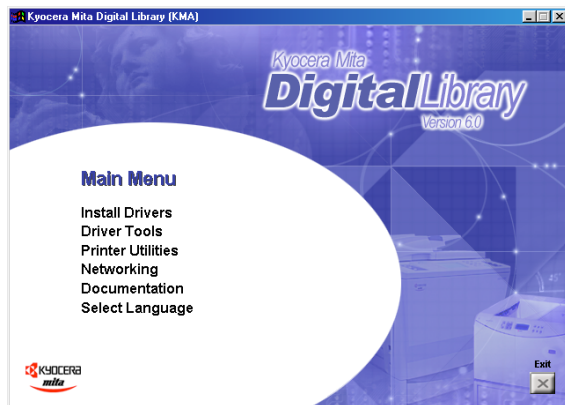 Kyocera Mita Digital Library (KMA)
Kyocera Mita
DigitalLibrary
Version 6.0
Main Menu
Install Drivers
Driver Tools
Printer Utilities
Networking
Documentation
Select Language
KYOCERA
mita
Exit